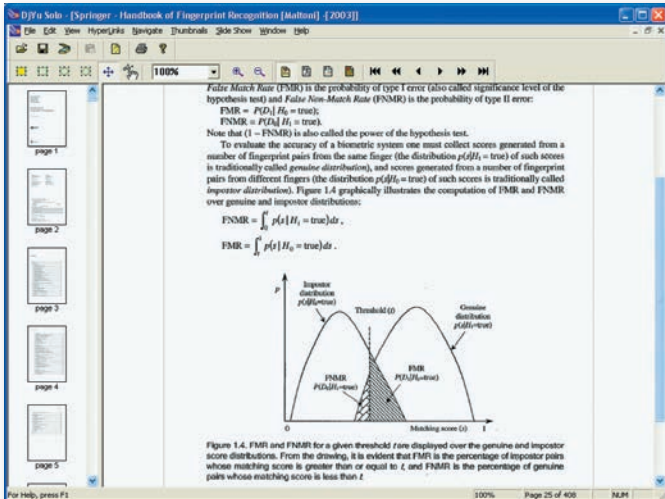 DjVu Solo - [Springer - Handbook of Fingerprint Recognition [Maltoni] -[2003]]
File Edit View HyperLinks Navigate Thumbnails Slide Show Window Help
100%
False Match Rate (FMR) is the probability of type I error (also called significance level of the
hypothesis test) and False Non-Match Rate (FNMR) is the probability of type II error:
FMR = P(D₁| H₀ = true);
FNMR = P(D₀| H₁ = true).
Note that (1 − FNMR) is also called the power of the hypothesis test.
To evaluate the accuracy of a biometric system one must collect scores generated from a
number of fingerprint pairs from the same finger (the distribution p(s|H₁ = true) of such scores
is traditionally called genuine distribution), and scores generated from a number of fingerprint
pairs from different fingers (the distribution p(s|H₀ = true) of such scores is traditionally called
impostor distribution). Figure 1.4 graphically illustrates the computation of FMR and FNMR
over genuine and impostor distributions:
FNMR = ∫₀ᵗ p(s| H₁ = true)ds ,
FMR = ∫ₜ¹ p(s| H₀ = true)ds .
p
Impostor
distribution
p(s|H₀=true)
Threshold (t)
Genuine
distribution
p(s|H₁=true)
FNMR
P(D₀|H₁=true)
FMR
P(D₁|H₀=true)
0
Matching score (s)
1
Figure 1.4. FMR and FNMR for a given threshold t are displayed over the genuine and impostor
score distributions. From the drawing, it is evident that FMR is the percentage of impostor pairs
whose matching score is greater than or equal to t, and FNMR is the percentage of genuine
pairs whose matching score is less than t.
page 1
page 2
page 3
page 4
page 5
For Help, press F1
100%
Page 25 of 408
NUM